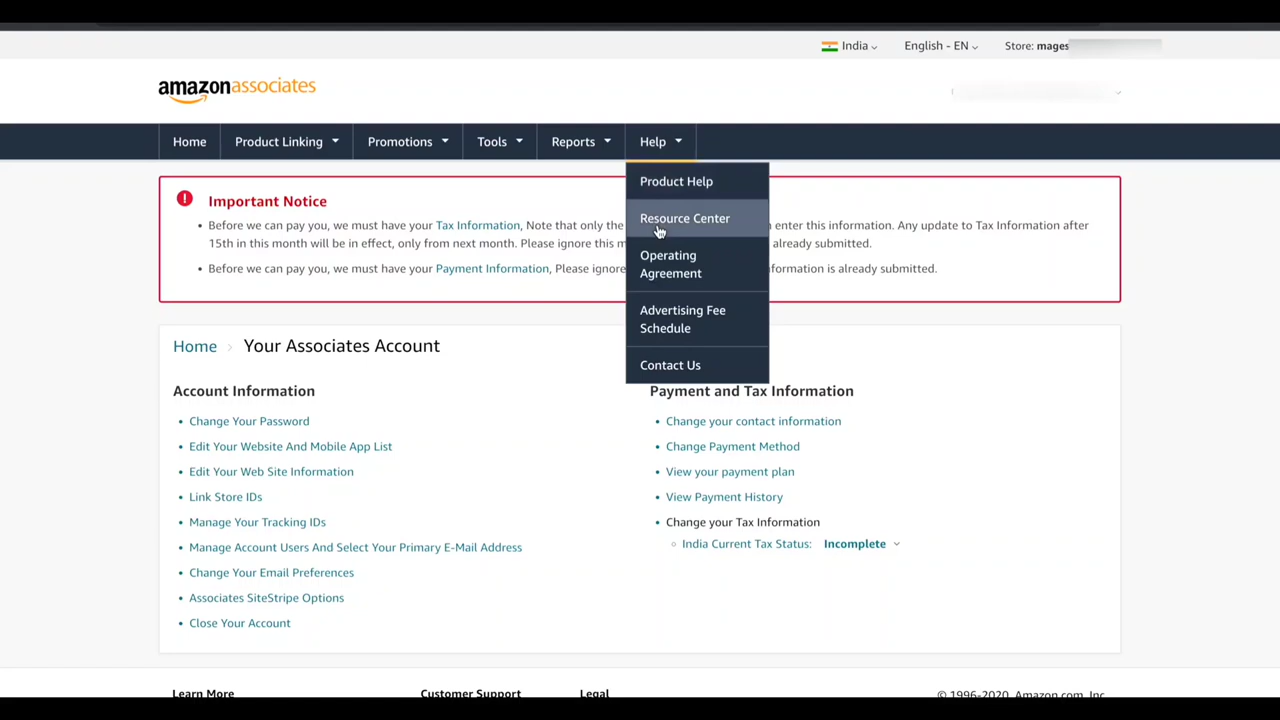 India
English - EN
Store: mages
amazonassociates
Home
Product Linking
Promotions
Tools
Reports
Help
Product Help
Resource Center
Operating
Agreement
Advertising Fee
Schedule
Contact Us
Important Notice
Before we can pay you, we must have your Tax Information, Note that only the enter this information. Any update to Tax Information after
15th in this month will be in effect, only from next month. Please ignore this already submitted.
Before we can pay you, we must have your Payment Information, Please ignore is already submitted.
Home › Your Associates Account
Account Information
Change Your Password
Edit Your Website And Mobile App List
Edit Your Web Site Information
Link Store IDs
Manage Your Tracking IDs
Manage Account Users And Select Your Primary E-Mail Address
Change Your Email Preferences
Associates SiteStripe Options
Close Your Account
Payment and Tax Information
Change your contact information
Change Payment Method
View your payment plan
View Payment History
Change your Tax Information
India Current Tax Status: Incomplete
Learn More
Customer Support
Legal
© 1996-2020, Amazon.com, Inc.